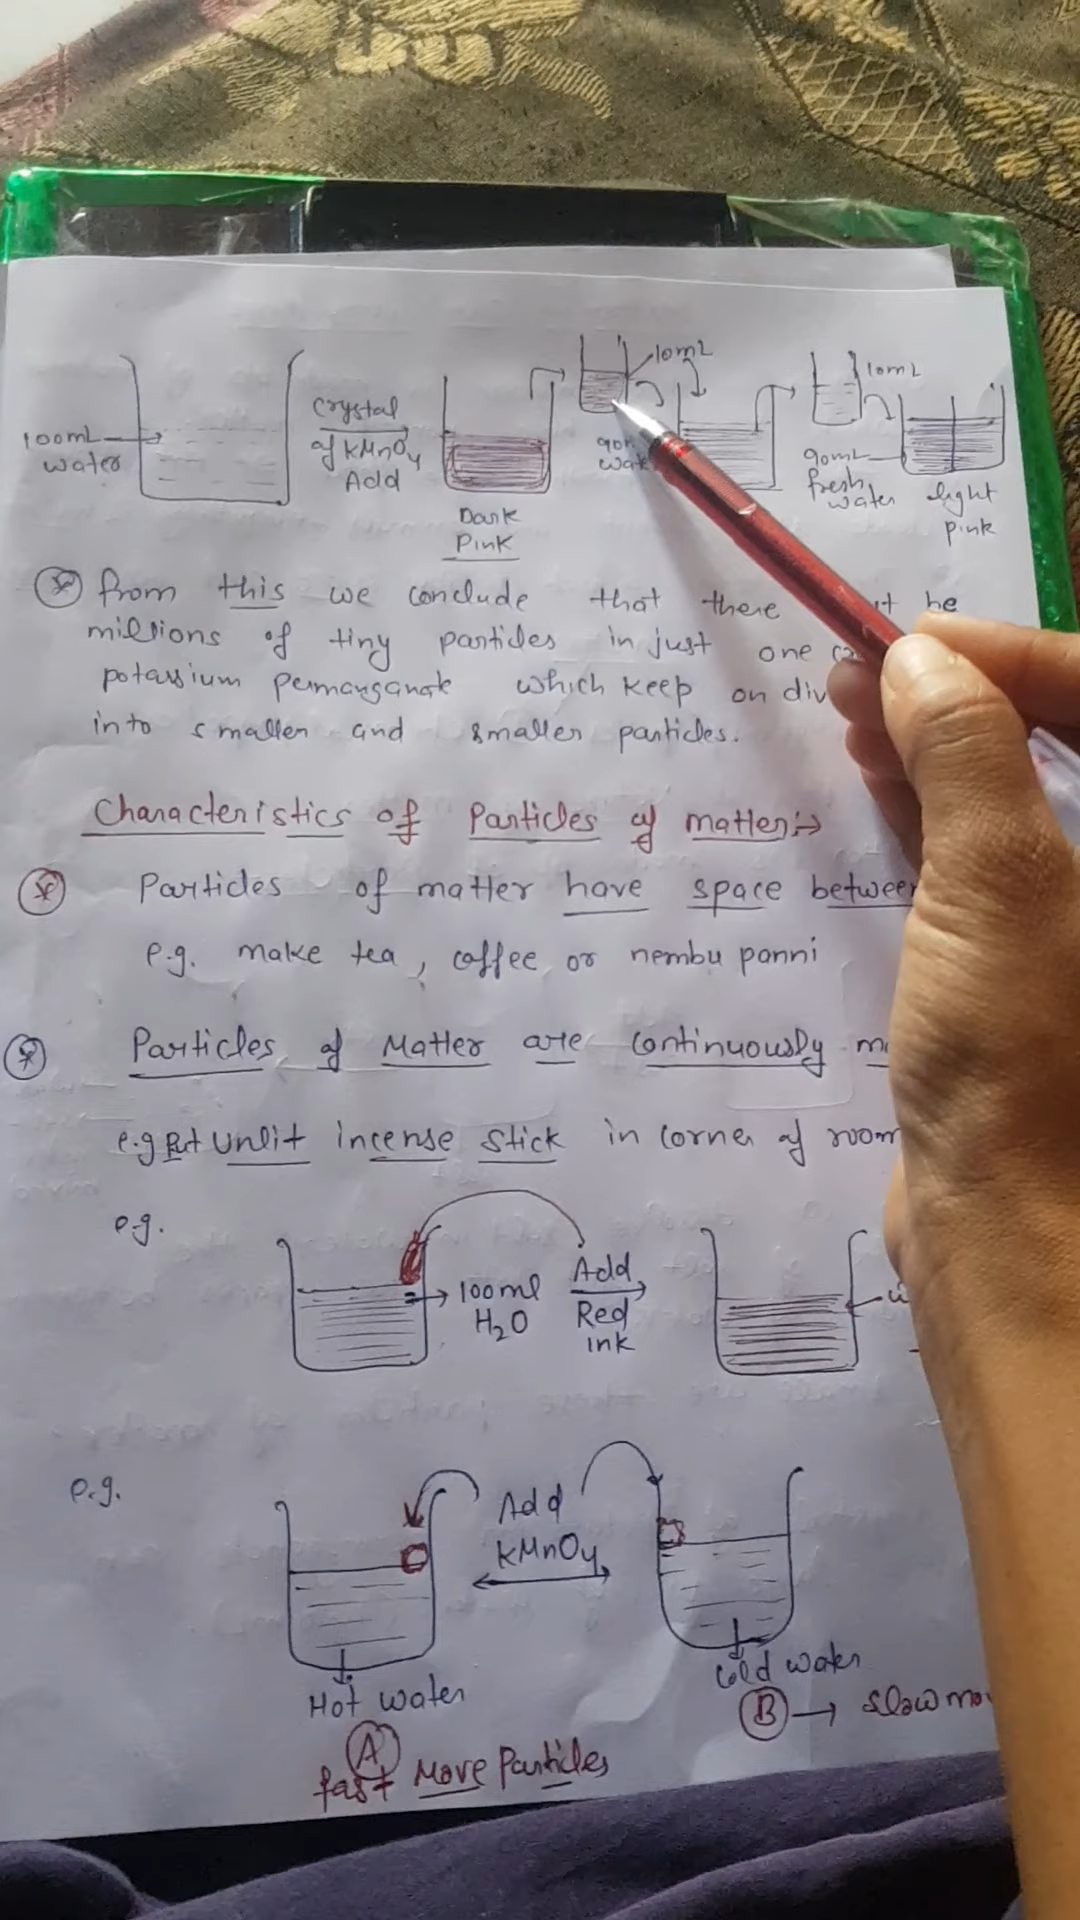 100mL water
Crystal of KMnO4 Add
Dark Pink
10mL
90mL fresh water
10mL
light pink
from this we conclude that there be
millions of tiny particles in just one
potassium permanganate which keep on div
into smaller and smaller particles.
Characteristics of Particles of matter:→
Particles of matter have space between
e.g. make tea, coffee or nembu panni
Particles of Matter are continuously
e.g Put Unlit incense stick in corner of room
e.g.
→ 100ml H2O
Add Red ink
e.g.
Add KMnO4
Hot water
Cold water
(A)
(B) → slow
fast Move Particles